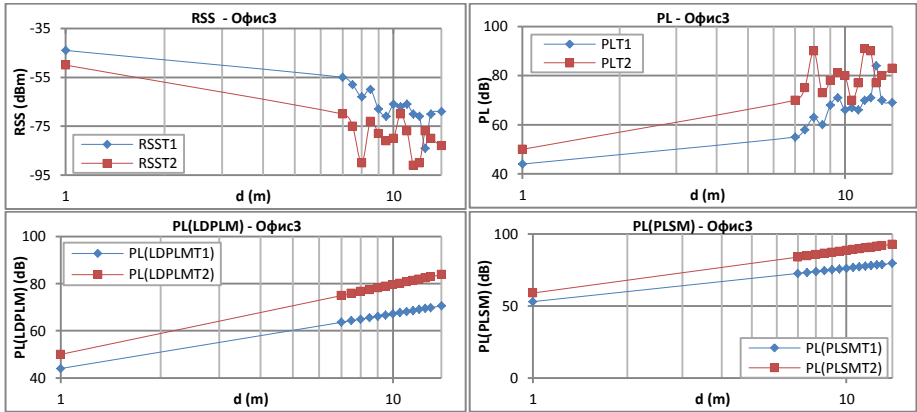 RSS - Офис3
RSS (dBm)
-35
-55
-75
-95
RSST1
RSST2
1
d (m)
10
PL - Офис3
PL (dB)
100
80
60
40
PLT1
PLT2
1
d (m)
10
PL(LDPLM) - Офис3
PL(LDPLM) (dB)
100
80
60
40
PL(LDPLMT1)
PL(LDPLMT2)
1
d (m)
10
PL(PLSM) - Офис3
PL(PLSM) (dB)
100
50
0
PL(PLSMT1)
PL(PLSMT2)
1
d (m)
10